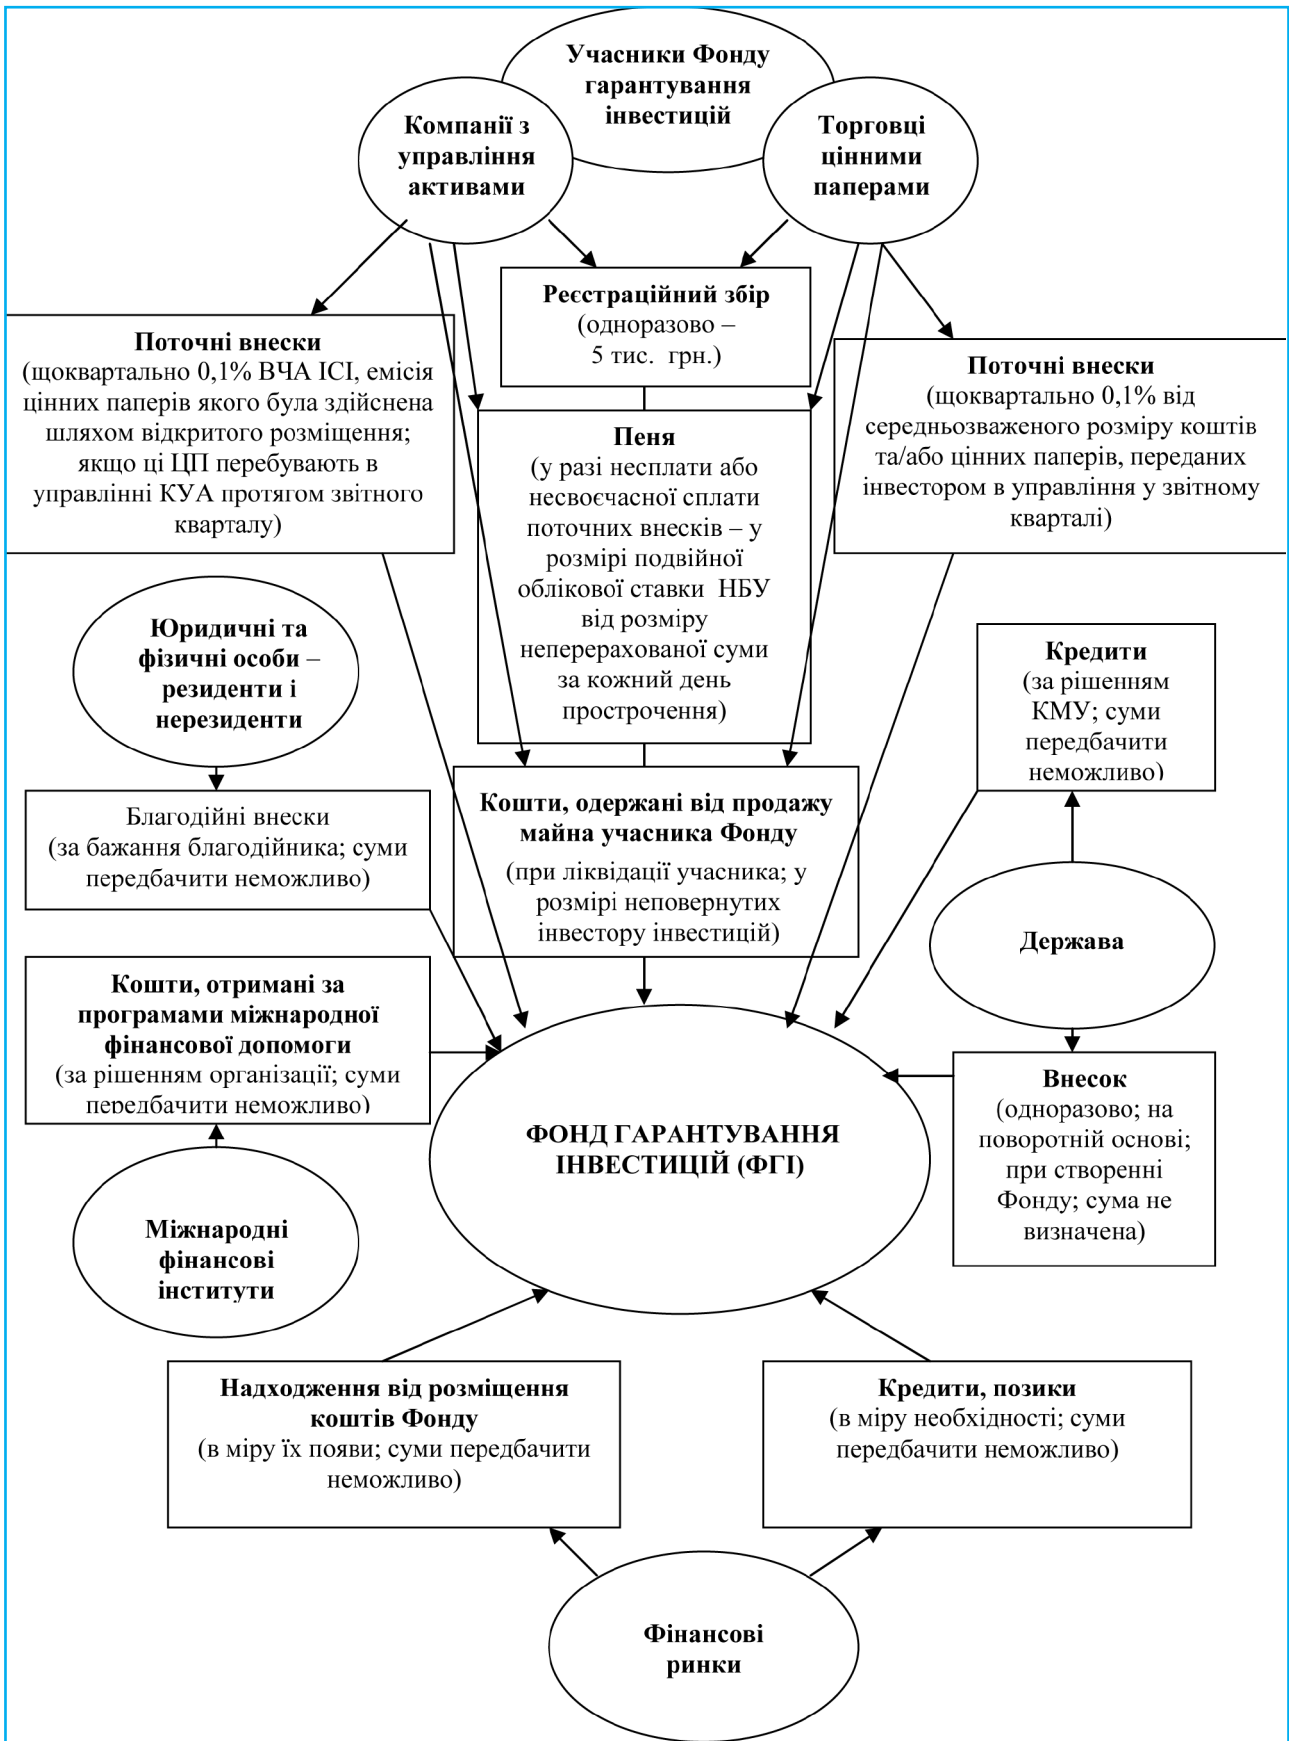 Учасники Фонду
гарантування
інвестицій
Компанії з
управління
активами
Торговці
цінними
паперами
Реєстраційний збір
(одноразово –
5 тис. грн.)
Поточні внески
(щоквартально 0,1% ВЧА ІСІ, емісія
цінних паперів якого була здійснена
шляхом відкритого розміщення;
якщо ці ЦП перебувають в
управлінні КУА протягом звітного
кварталу)
Поточні внески
(щоквартально 0,1% від
середньозваженого розміру коштів
та/або цінних паперів, переданих
інвестором в управління у звітному
кварталі)
Пеня
(у разі несплати або
несвоєчасної сплати
поточних внесків – у
розмірі подвійної
облікової ставки НБУ
від розміру
неперерахованої суми
за кожний день
прострочення)
Юридичні та
фізичні особи –
резиденти і
нерезиденти
Кредити
(за рішенням
КМУ; суми
передбачити
неможливо)
Благодійні внески
(за бажання благодійника; суми
передбачити неможливо)
Кошти, одержані від продажу
майна учасника Фонду
(при ліквідації учасника; у
розмірі неповернутих
інвестору інвестицій)
Держава
Кошти, отримані за
програмами міжнародної
фінансової допомоги
(за рішенням організації; суми
передбачити неможливо)
ФОНД ГАРАНТУВАННЯ
ІНВЕСТИЦІЙ (ФГІ)
Внесок
(одноразово; на
поворотній основі;
при створенні
Фонду; сума не
визначена)
Міжнародні
фінансові
інститути
Надходження від розміщення
коштів Фонду
(в міру їх появи; суми передбачити
неможливо)
Кредити, позики
(в міру необхідності; суми
передбачити неможливо)
Фінансові
ринки